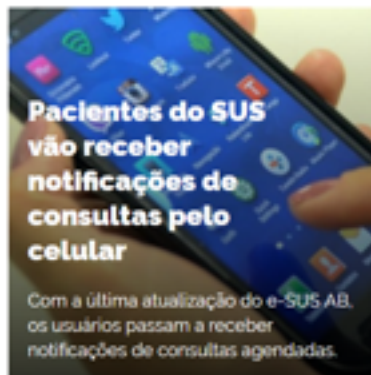 Pacientes do SUS
vão receber
notificações de
consultas pelo
celular
Com a última atualização do e-SUS AB,
os usuários passam a receber
notificações de consultas agendadas.